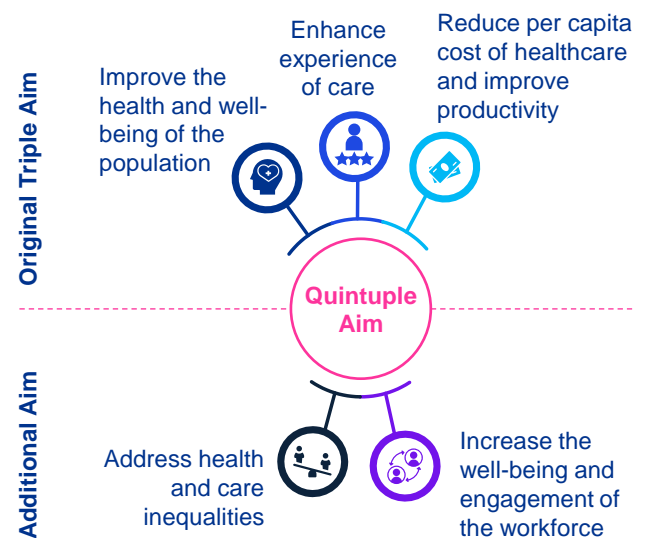 Original Triple Aim
Improve the
health and well-
being of the
population
Enhance
experience
of care
Reduce per capita
cost of healthcare
and improve
productivity
Quintuple
Aim
Additional Aim
Address health
and care
inequalities
Increase the
well-being and
engagement of
the workforce